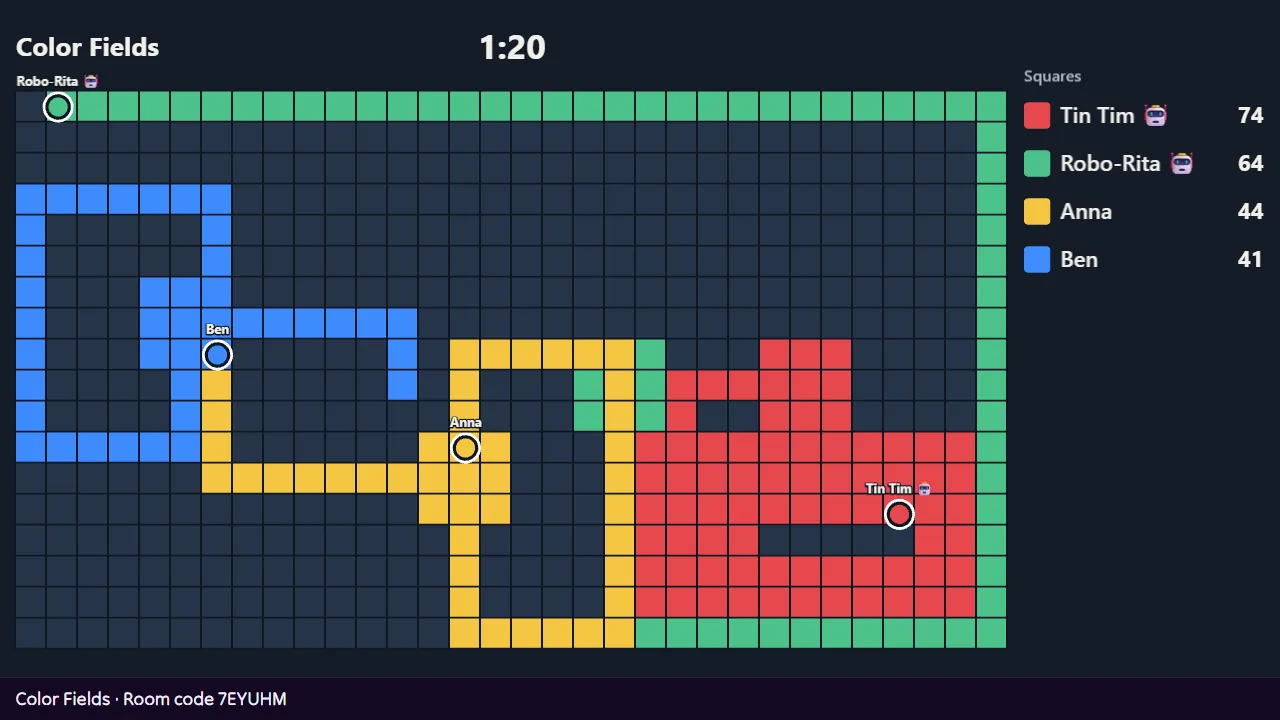 Color Fields
1:20
Robo-Rita
Squares
Tin Tim 74
Robo-Rita 64
Anna 44
Ben 41
Ben
Anna
Tin Tim
Color Fields · Room code 7EYUHM